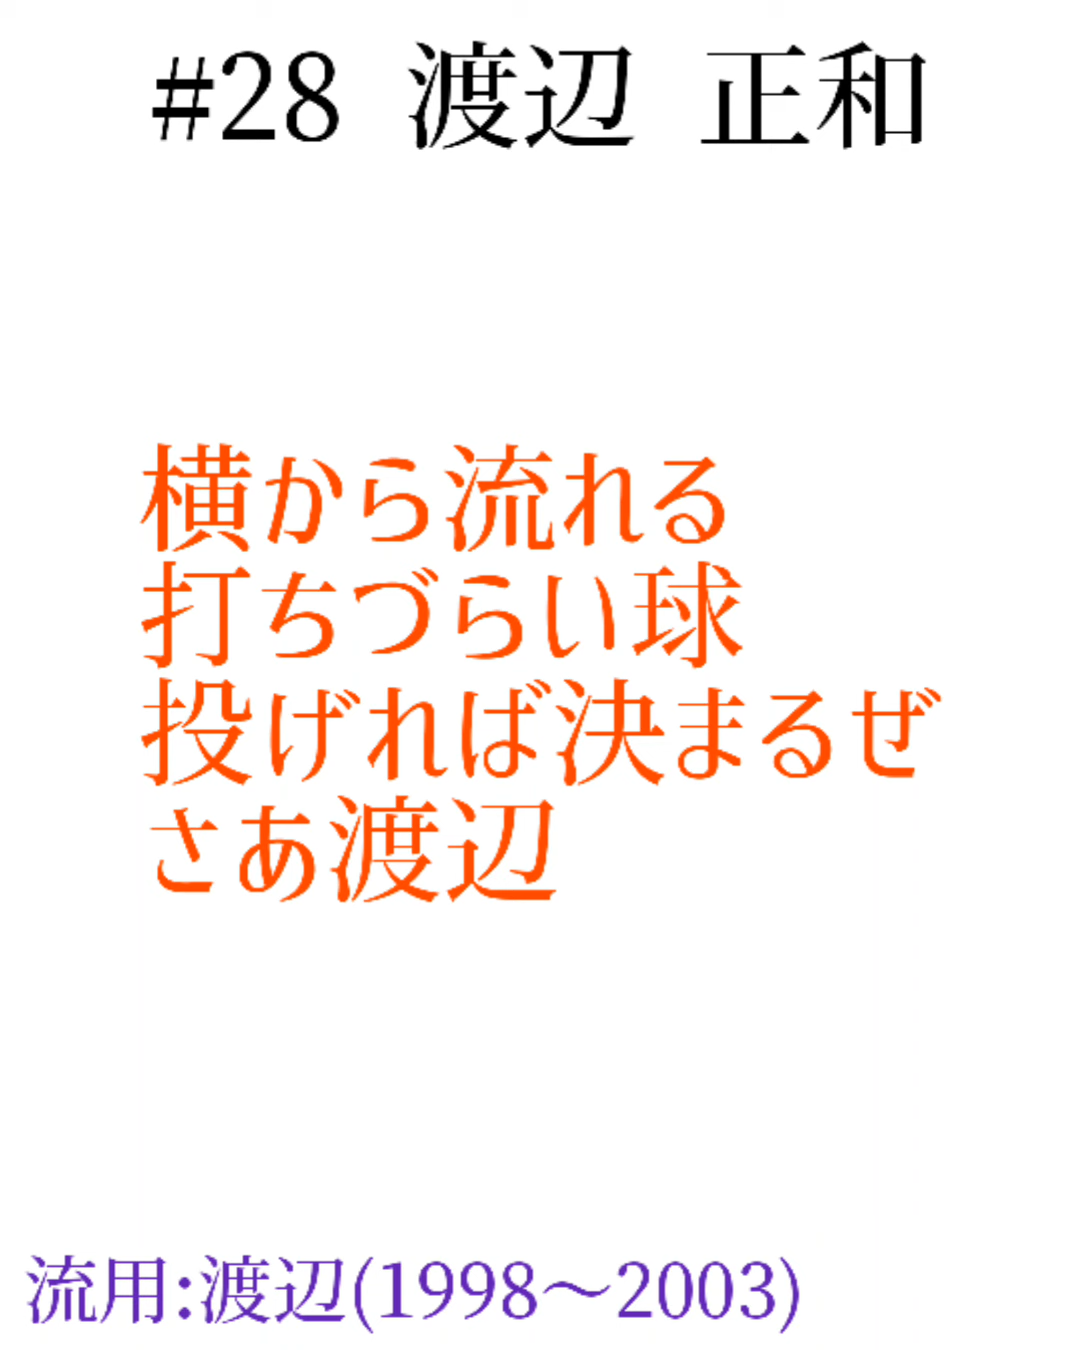 #28 渡辺 正和
横から流れる
打ちづらい球
投げれば決まるぜ
さあ渡辺
流用:渡辺(1998〜2003)